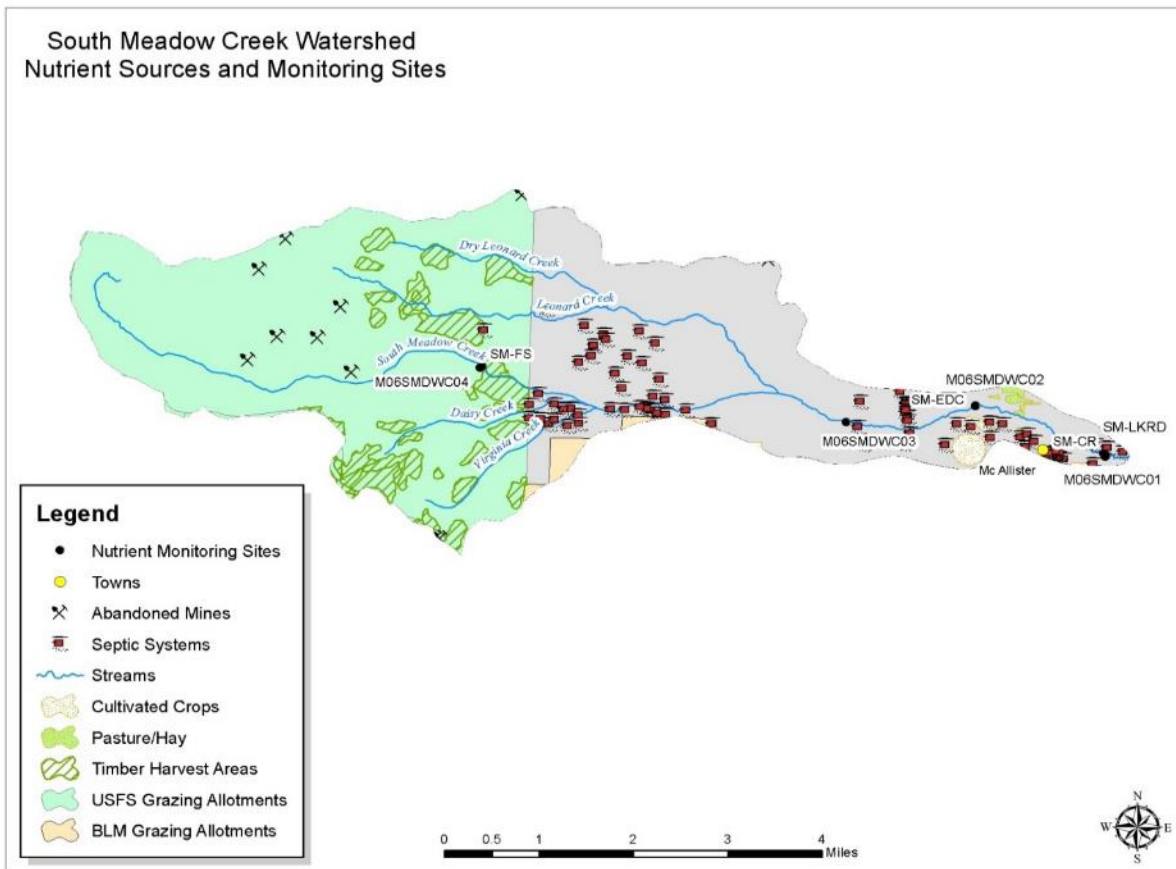 South Meadow Creek Watershed
Nutrient Sources and Monitoring Sites
Dry Leonard Creek
Leonard Creek
South Meadow Creek
SM-FS
M06SMDWC04
Daisy Creek
Virginia Creek
M06SMDWC02
SM-EDC
M06SMDWC03
SM-LKRD
SM-CR
Mc Allister
M06SMDWC01
Legend
Nutrient Monitoring Sites
Towns
Abandoned Mines
Septic Systems
Streams
Cultivated Crops
Pasture/Hay
Timber Harvest Areas
USFS Grazing Allotments
BLM Grazing Allotments
0 0.5 1 2 3 4
Miles
N
W E
S